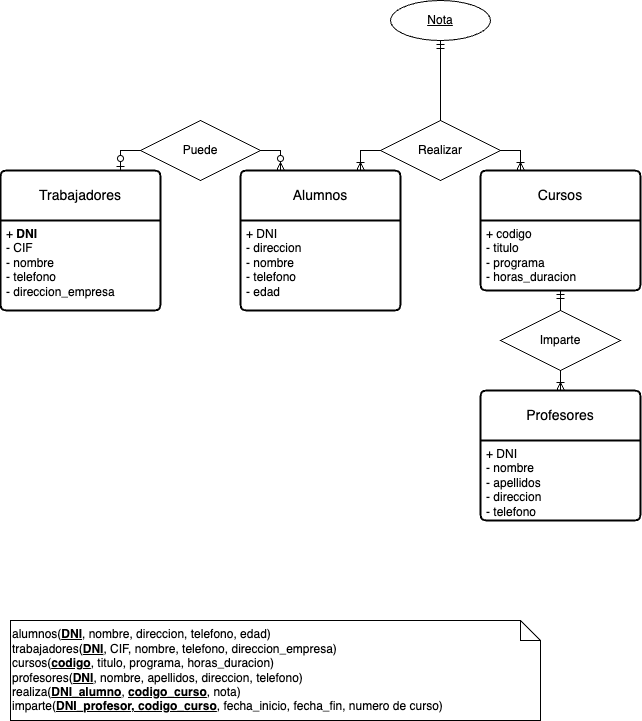 Nota
Puede
Realizar
Trabajadores
+ DNI
- CIF
- nombre
- telefono
- direccion_empresa
Alumnos
+ DNI
- direccion
- nombre
- telefono
- edad
Cursos
+ codigo
- titulo
- programa
- horas_duracion
Imparte
Profesores
+ DNI
- nombre
- apellidos
- direccion
- telefono
alumnos(DNI, nombre, direccion, telefono, edad)
trabajadores(DNI, CIF, nombre, telefono, direccion_empresa)
cursos(codigo, titulo, programa, horas_duracion)
profesores(DNI, nombre, apellidos, direccion, telefono)
realiza(DNI_alumno, codigo_curso, nota)
imparte(DNI_profesor, codigo_curso, fecha_inicio, fecha_fin, numero de curso)